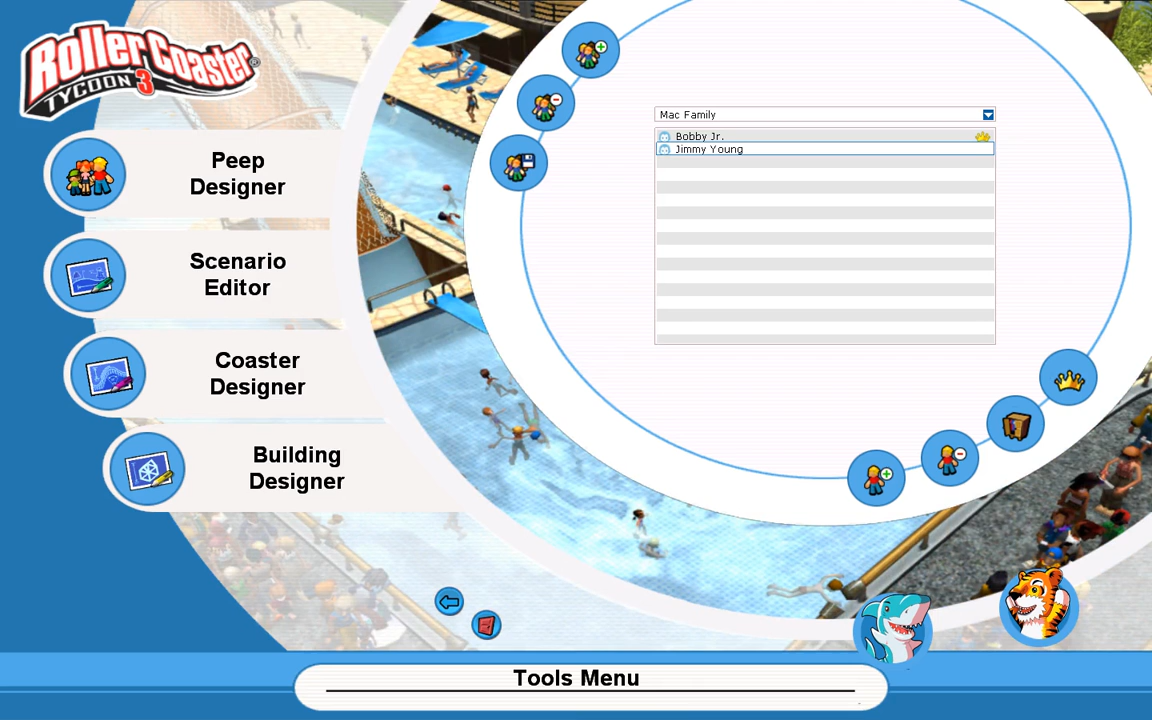 RollerCoaster®
TYCOON 3
Peep
Designer
Scenario
Editor
Coaster
Designer
Building
Designer
Mac Family
Bobby Jr.
Jimmy Young
Tools Menu